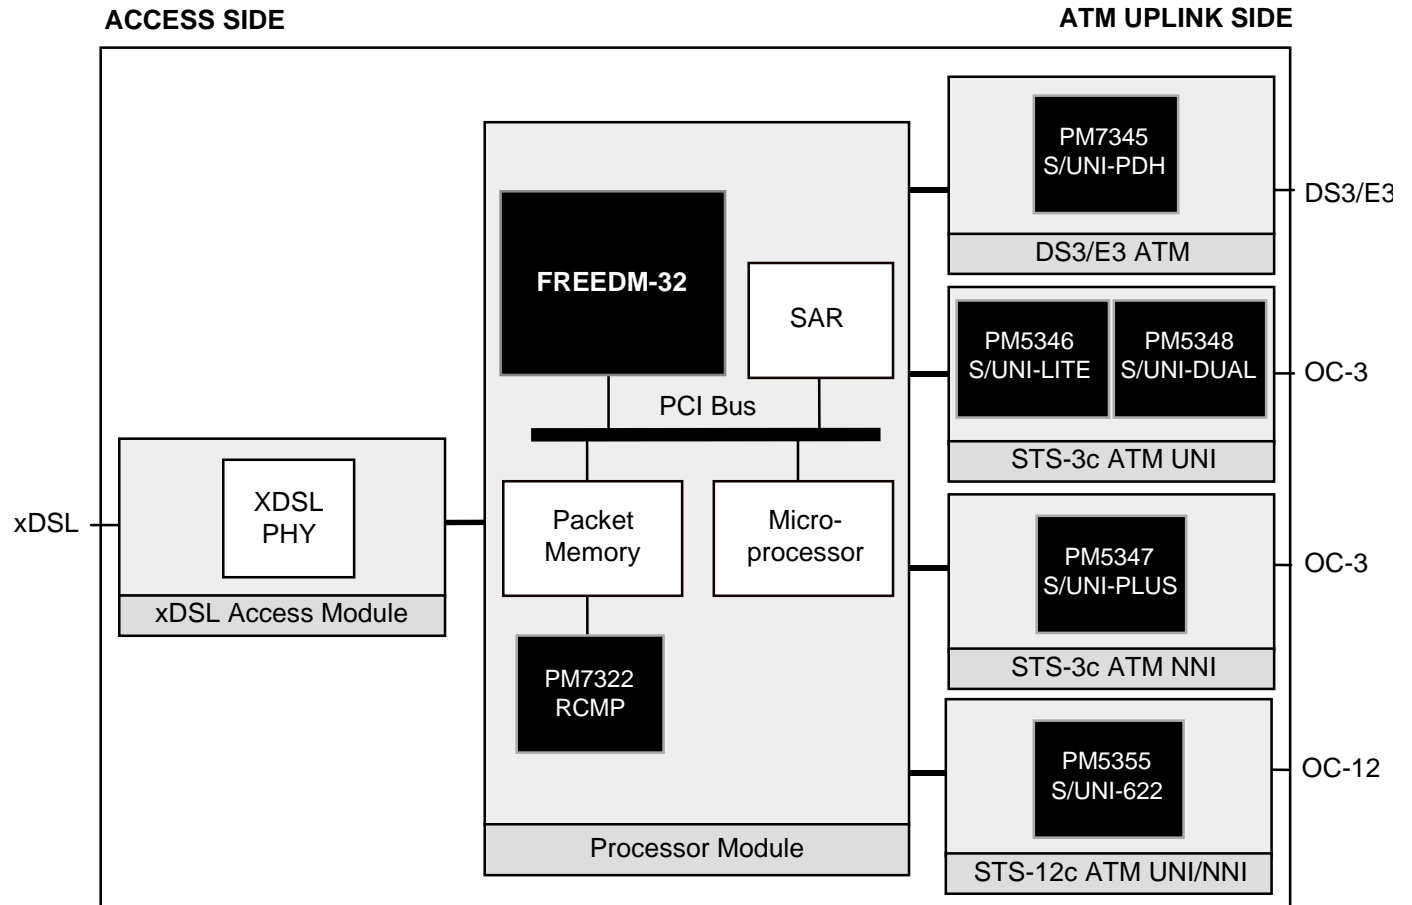 ACCESS SIDE
ATM UPLINK SIDE
PM7345
S/UNI-PDH
DS3/E3
DS3/E3 ATM
FREEDM-32
SAR
PM5346
S/UNI-LITE
PM5348
S/UNI-DUAL
OC-3
STS-3c ATM UNI
PCI Bus
xDSL
XDSL
PHY
xDSL Access Module
Packet
Memory
Micro-
processor
PM5347
S/UNI-PLUS
OC-3
STS-3c ATM NNI
PM7322
RCMP
PM5355
S/UNI-622
OC-12
STS-12c ATM UNI/NNI
Processor Module